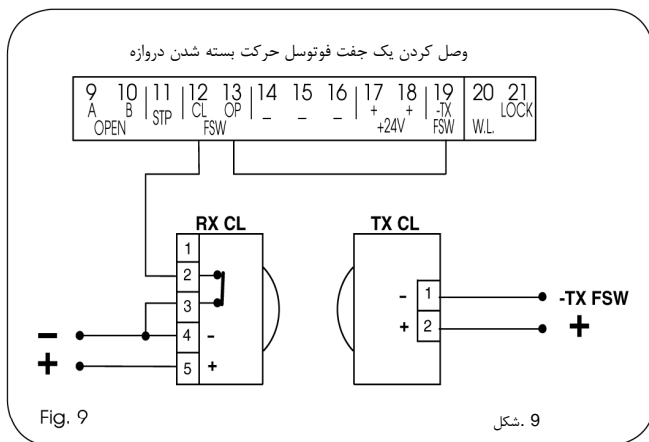 وصل کردن یک جفت فوتوسل حرکت بسته شدن دروازه
9 10 11 12 13 14 15 16 17 18 19 20 21
A B STP CL OP – – – + + -TX LOCK
OPEN FSW +24V FSW W.L.
RX CL TX CL
1
2
3
4 -
5 +
–
+
- 1 -TX FSW
+ 2 +
Fig. 9
9 .شکل